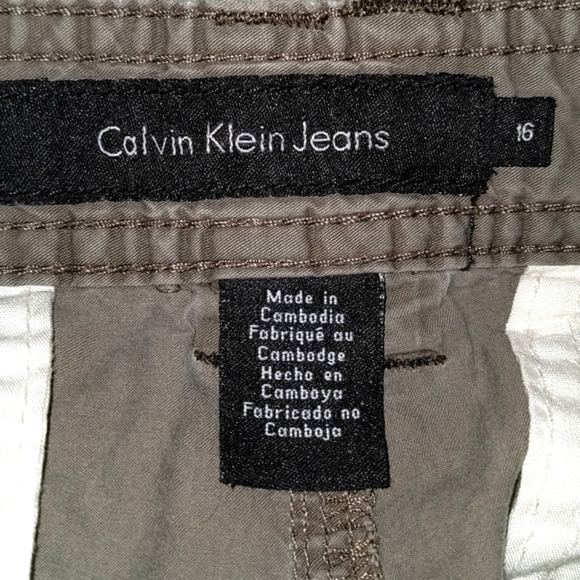 Calvin Klein Jeans
16
Made in
Cambodia
Fabriqué au
Cambodge
Hecho en
Camboya
Fabricado no
Camboja